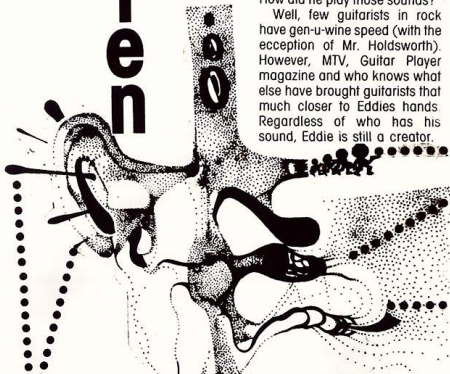 e
n
How did he play those sounds?
Well, few guitarists in rock
have gen-u-wine speed (with the
ecception of Mr. Holdsworth).
However, MTV, Guitar Player
magazine and who knows what
else have brought guitarists that
much closer to Eddies hands.
Regardless of who has his
sound, Eddie is still a creator.